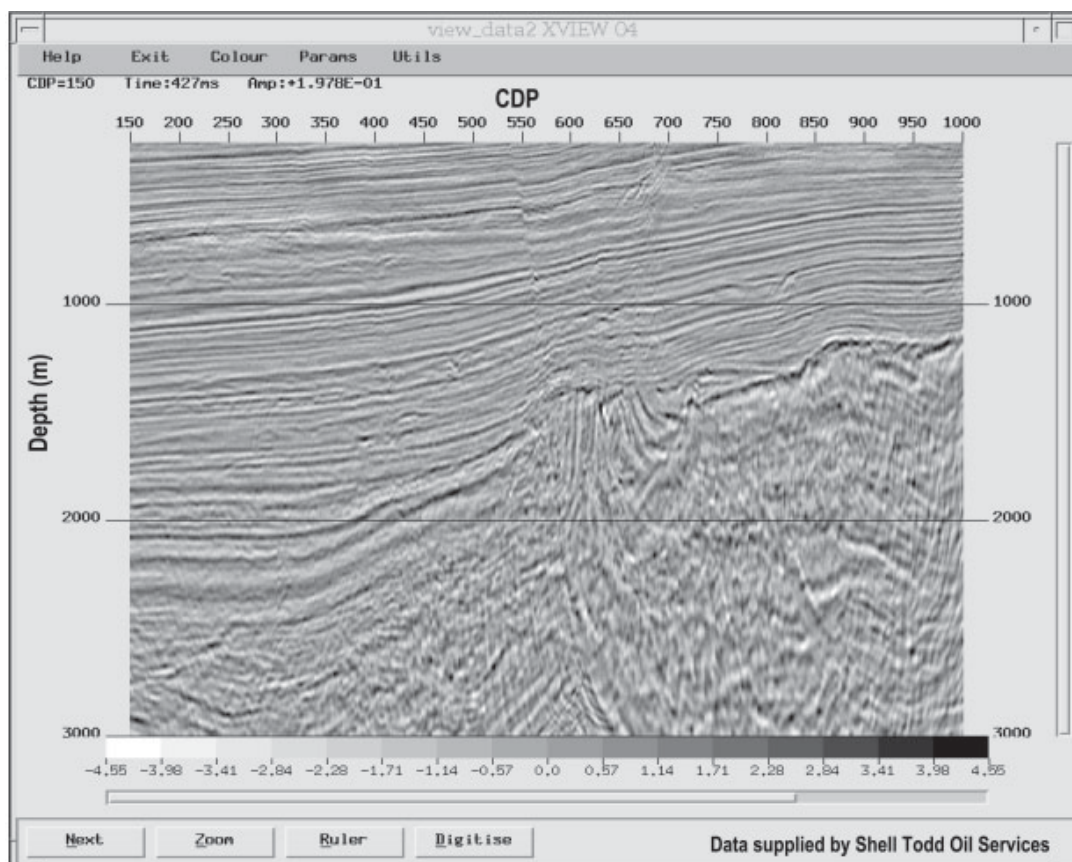 view_data2 XVIEW 04
Help Exit Colour Params Utils
CDP=150 Time:427ms Amp:+1.978E-01
CDP
150 200 250 300 350 400 450 500 550 600 650 700 750 800 850 900 950 1000
1000 1000
Depth (m)
2000 2000
3000 3000
-4.55 -3.98 -3.41 -2.84 -2.28 -1.71 -1.14 -0.57 0.0 0.57 1.14 1.71 2.28 2.84 3.41 3.98 4.55
Next Zoom Ruler Digitise Data supplied by Shell Todd Oil Services